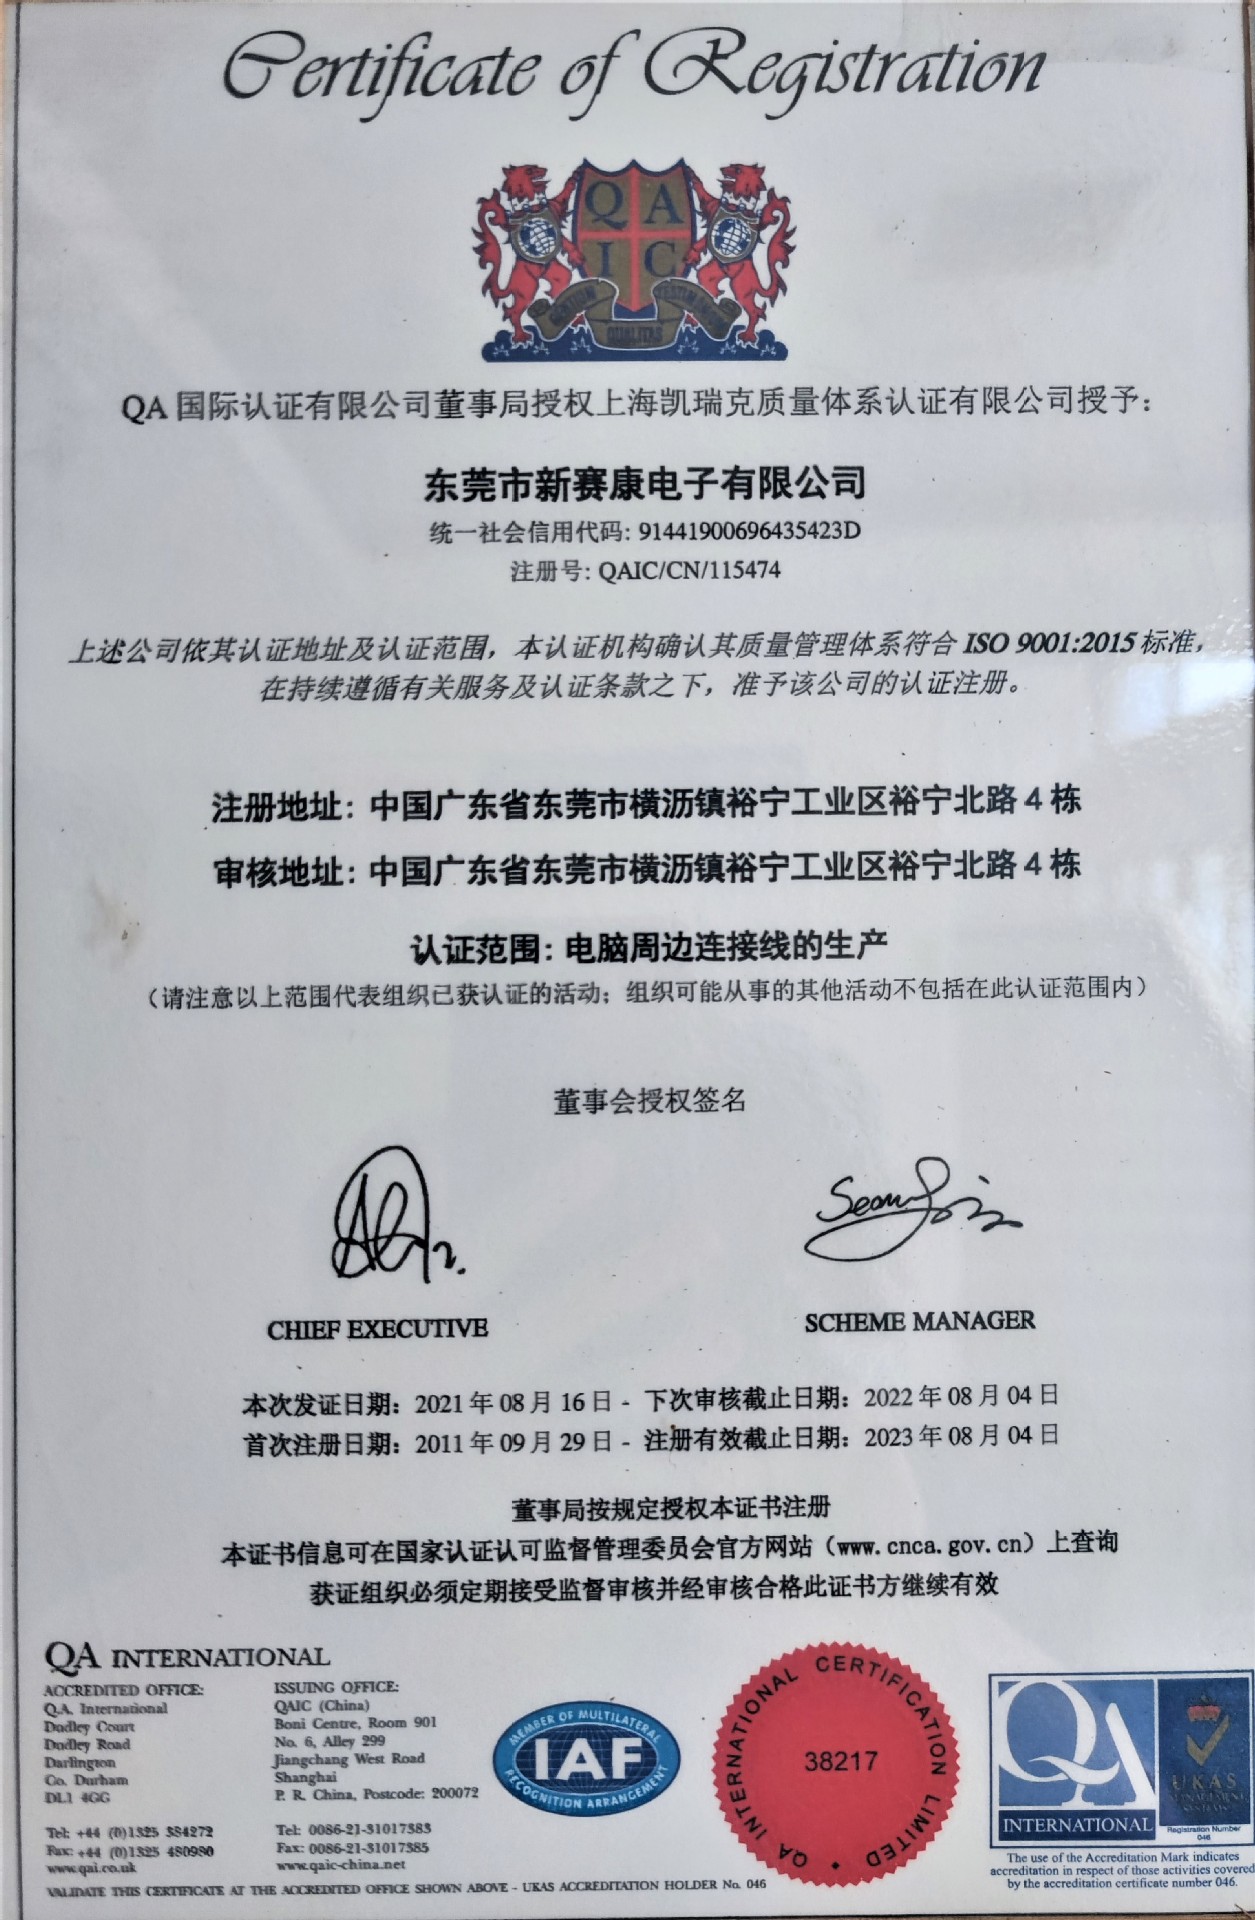 Certificate of Registration
Q A
I C
QUALITAS
QA 国际认证有限公司董事局授权上海凯瑞克质量体系认证有限公司授予：
东莞市新赛康电子有限公司
统一社会信用代码: 91441900696435423D
注册号: QAIC/CN/115474
上述公司依其认证地址及认证范围，本认证机构确认其质量管理体系符合 ISO 9001:2015 标准，
在持续遵循有关服务及认证条款之下，准予该公司的认证注册。
注册地址：中国广东省东莞市横沥镇裕宁工业区裕宁北路 4 栋
审核地址：中国广东省东莞市横沥镇裕宁工业区裕宁北路 4 栋
认证范围：电脑周边连接线的生产
（请注意以上范围代表组织已获认证的活动；组织可能从事的其他活动不包括在此认证范围内）
董事会授权签名
CHIEF EXECUTIVE
SCHEME MANAGER
本次发证日期：2021 年 08 月 16 日 - 下次审核截止日期：2022 年 08 月 04 日
首次注册日期：2011 年 09 月 29 日 - 注册有效截止日期：2023 年 08 月 04 日
董事局按规定授权本证书注册
本证书信息可在国家认证认可监督管理委员会官方网站（www.cnca.gov.cn）上查询
获证组织必须定期接受监督审核并经审核合格此证书方继续有效
QA INTERNATIONAL
ACCREDITED OFFICE:
Q.A. International
Dudley Court
Dudley Road
Darlington
Co. Durham
DL1 4GG
Tel: +44 (0)1325 384272
Fax: +44 (0)1325 480980
www.qai.co.uk
ISSUING OFFICE:
QAIC (China)
Boni Centre, Room 901
No. 6, Alley 299
Jiangchang West Road
Shanghai
P. R. China, Postcode: 200072
Tel: 0086-21-31017383
Fax: 0086-21-31017385
www.qaic-china.net
VALIDATE THIS CERTIFICATE AT THE ACCREDITED OFFICE SHOWN ABOVE - UKAS ACCREDITATION HOLDER No. 046
MEMBER OF MULTILATERAL
IAF
RECOGNITION ARRANGEMENT
QA INTERNATIONAL CERTIFICATION LIMITED
38217
QA
INTERNATIONAL
UKAS
MANAGEMENT
SYSTEMS
Registration Number
046
The use of the Accreditation Mark indicates
accreditation in respect of those activities covered
by the accreditation certificate number 046.